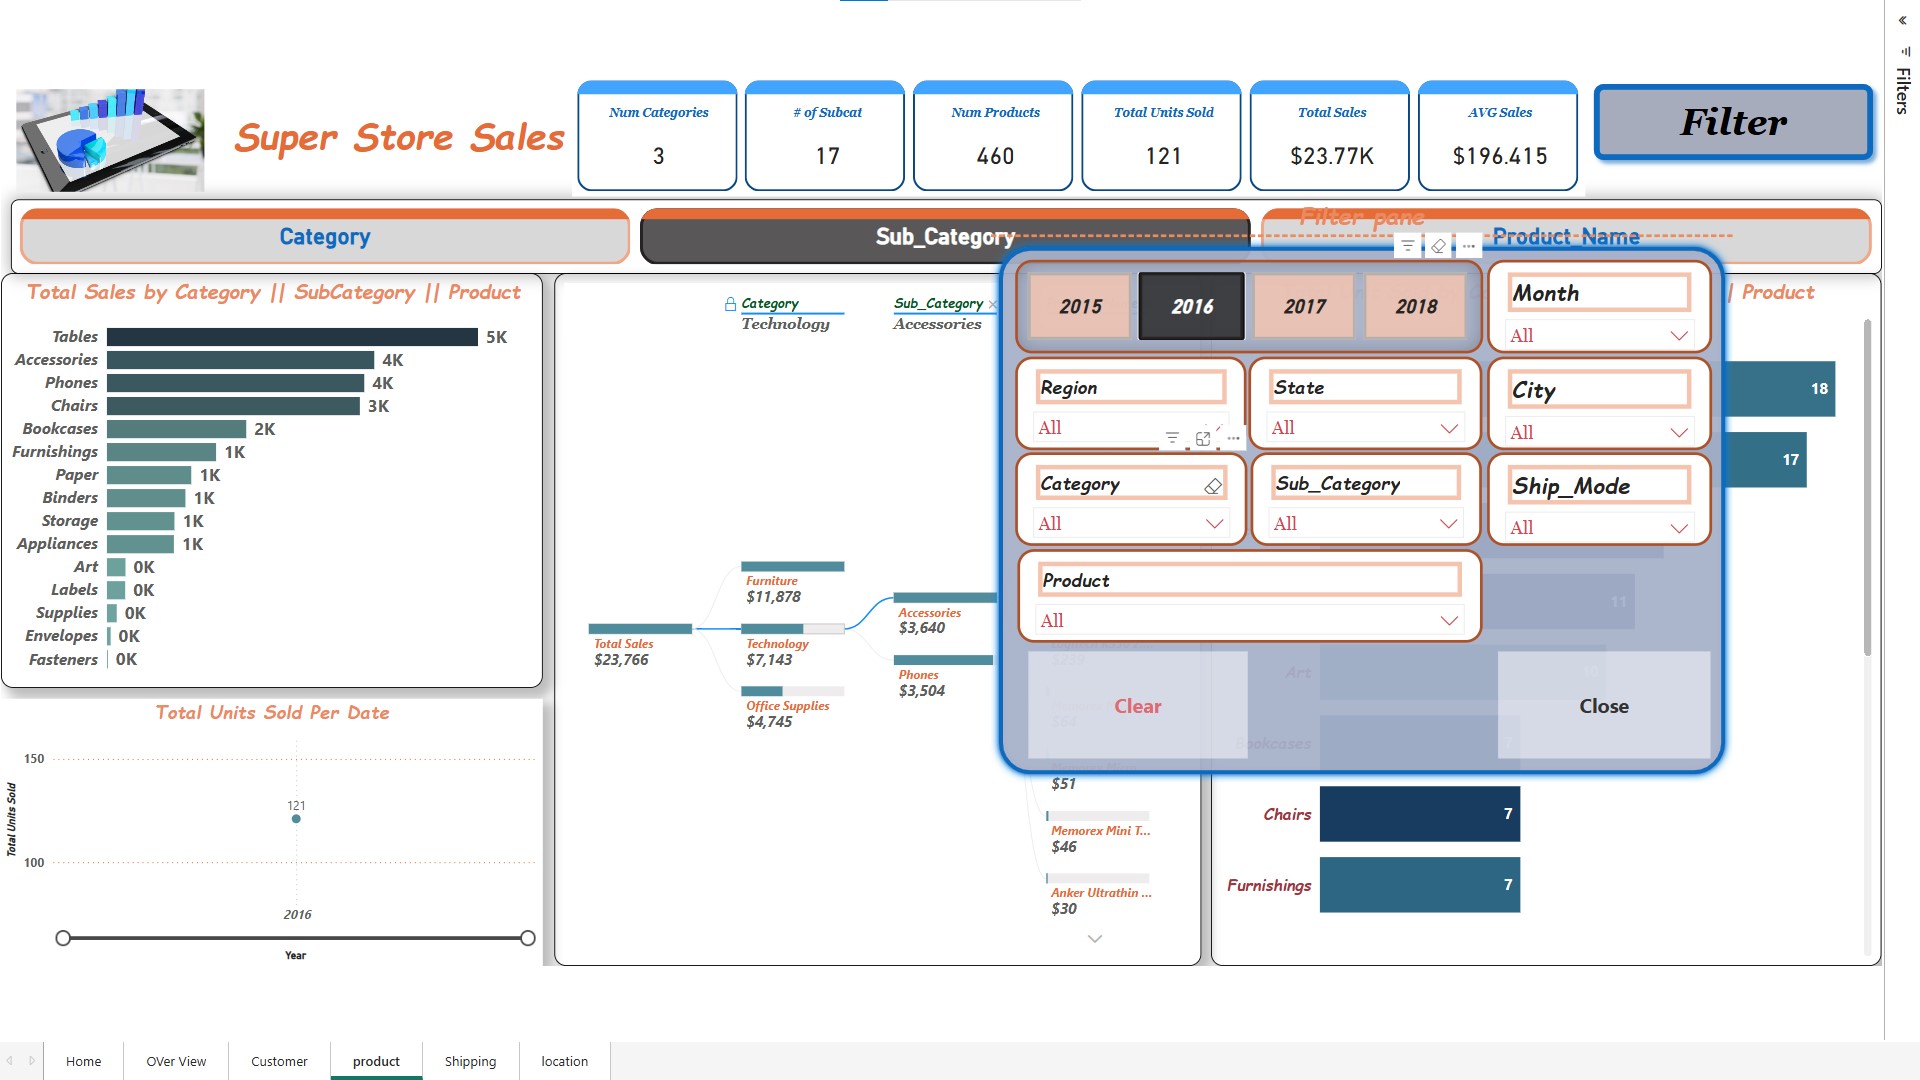 Filters
Super Store Sales
Num Categories
3
# of Subcat
17
Num Products
460
Total Units Sold
121
Total Sales
$23.77K
AVG Sales
$196.415
Filter
Category
Sub_Category
Product_Name
Filter pane
Total Sales by Category || SubCategory || Product
Tables 5K
Accessories 4K
Phones 4K
Chairs 3K
Bookcases 2K
Furnishings 1K
Paper 1K
Binders 1K
Storage 1K
Appliances 1K
Art 0K
Labels 0K
Supplies 0K
Envelopes 0K
Fasteners 0K
Total Units Sold Per Date
Total Units Sold
150
121
100
2016
Year
Category
Technology
Sub_Category
Accessories
Total Sales
$23,766
Furniture
$11,878
Technology
$7,143
Office Supplies
$4,745
Accessories
$3,640
Phones
$3,504
$51
Memorex Mini T...
$46
Anker Ultrathin ...
$30
2015
2016
2017
2018
Month
All
Region
All
State
All
City
All
Category
All
Sub_Category
All
Ship_Mode
All
Product
All
Clear
Close
| Product
18
17
11
Art
Bookcases
Chairs 7
Furnishings 7
Home
OVer View
Customer
product
Shipping
location